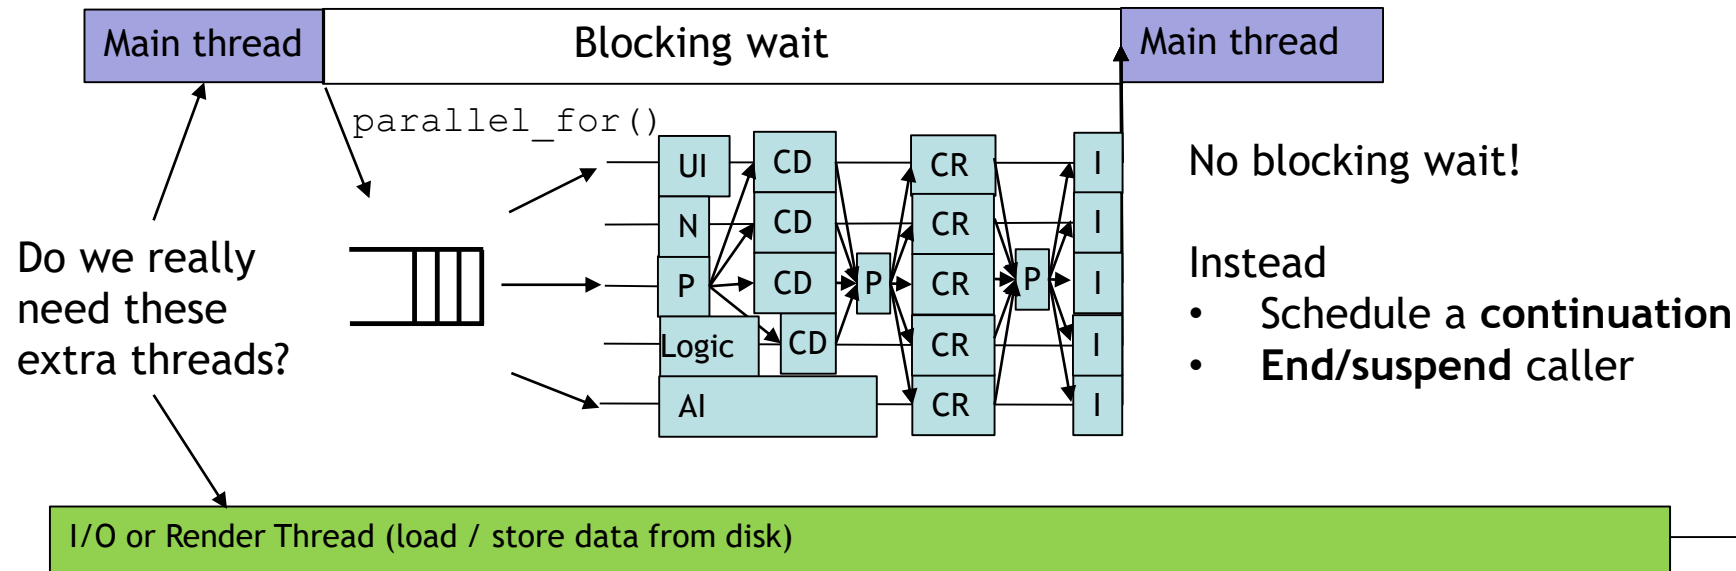 Main thread
Blocking wait
Main thread
parallel_for()
UI
CD
CR
I
N
CD
CR
I
P
CD
P
CR
P
I
Logic
CD
CR
I
AI
CR
I
Do we really
need these
extra threads?
No blocking wait!
Instead
• Schedule a continuation
• End/suspend caller
I/O or Render Thread (load / store data from disk)